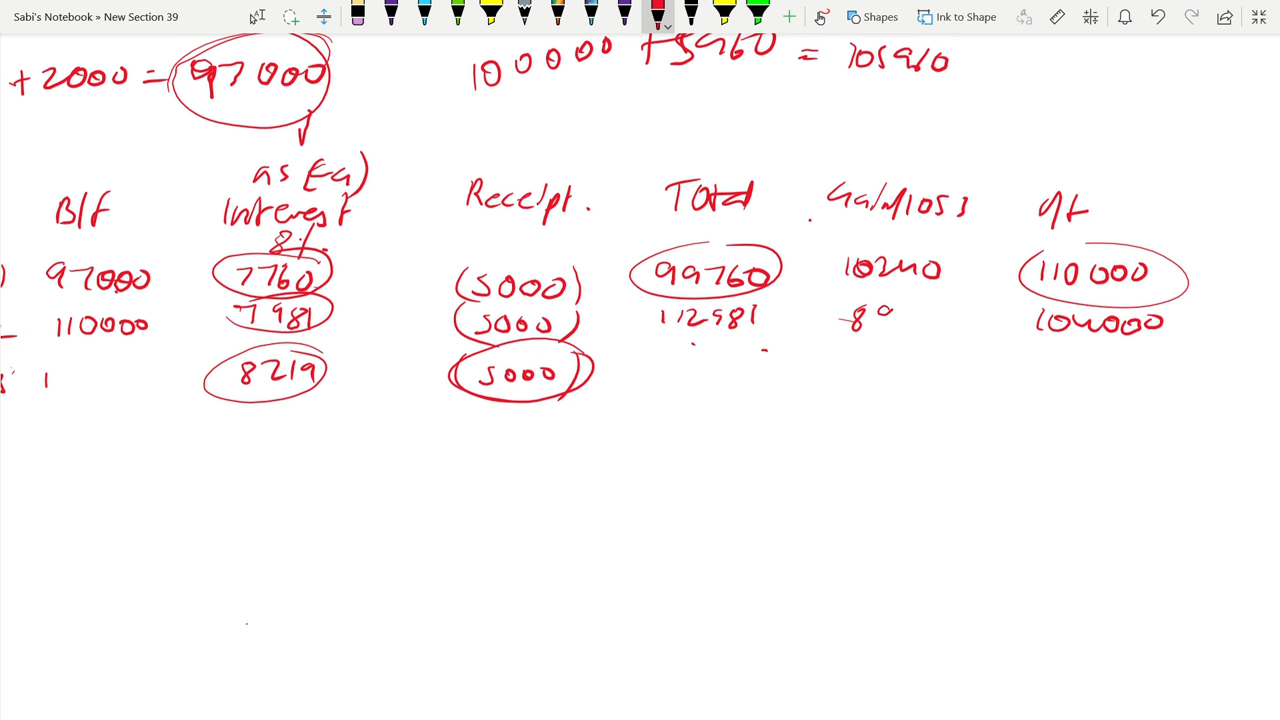 Sabi's Notebook » New Section 39
Shapes Ink to Shape
+ 2000 = 97000 100000 + 5960 = 105960
as Ea)
B/f Interest Receipt. Total Gain/loss c/f
8%
97000 7760 (5000) 99760 10240 110000
110000 7981 (5000) 112981 -89 104000
8219 (5000)